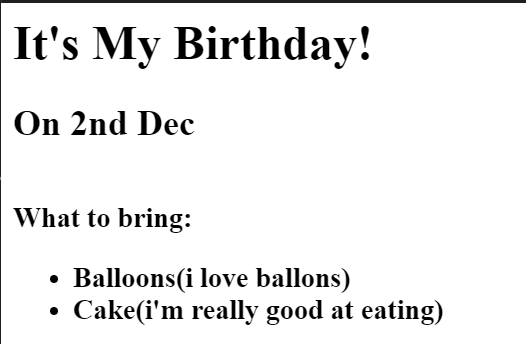 It's My Birthday!
On 2nd Dec
What to bring:
Balloons(i love ballons)
Cake(i'm really good at eating)